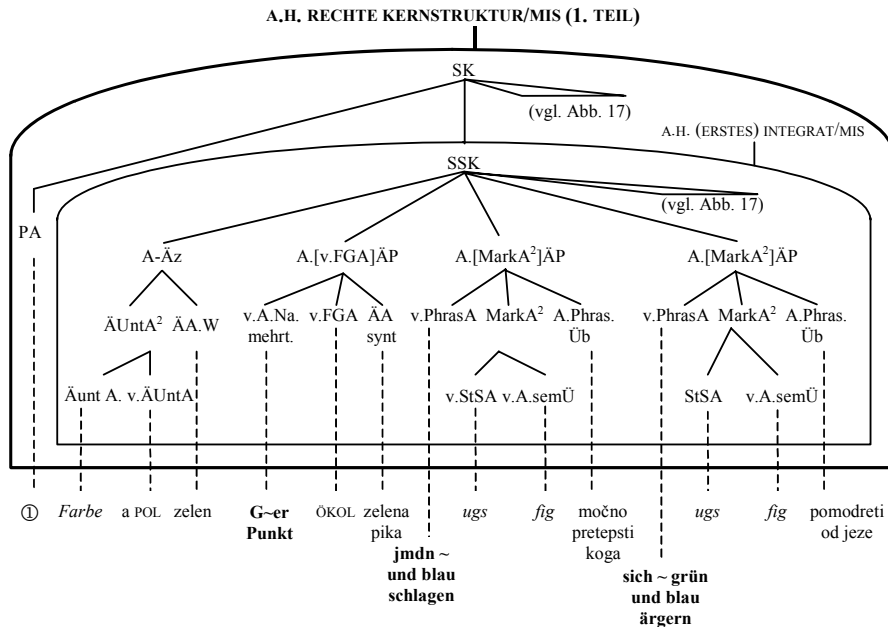 A.H. RECHTE KERNSTRUKTUR/MIS (1. TEIL)
SK
(vgl. Abb. 17)
A.H. (ERSTES) INTEGRAT/MIS
SSK
(vgl. Abb. 17)
PA
A-Äz A.[v.FGA]ÄP A.[MarkA²]ÄP A.[MarkA²]ÄP
ÄUntA² ÄA.W v.A.Na. v.FGA ÄA v.PhrasA MarkA² A.Phras. v.PhrasA MarkA² A.Phras.
mehrt. synt Üb Üb
Äunt A. v.ÄUntA v.StSA v.A.semÜ StSA v.A.semÜ
① Farbe a POL zelen G~er ÖKOL zelena ugs fig močno ugs fig pomodreti
Punkt pika pretepsti od jeze
jmdn ~ koga
und blau sich ~ grün
schlagen und blau
ärgern